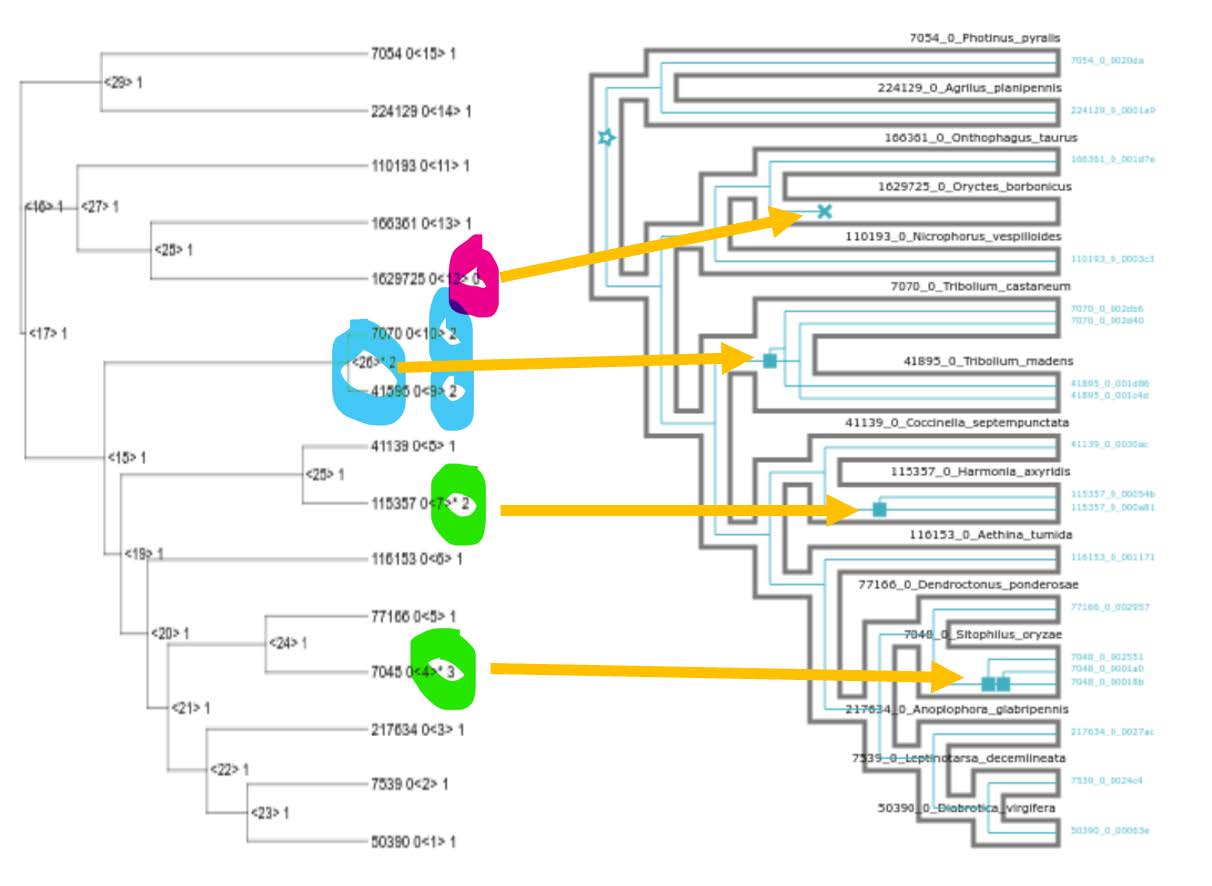 7054 0<15> 1
<29> 1
224129 0<14> 1
110193 0<11> 1
<16> 1
<27> 1
166361 0<13> 1
<28> 1
1629725 0<12> 0
<17> 1
7070 0<10> 2
<26>* 2
41895 0<9> 2
41139 0<8> 1
<18> 1
<25> 1
115357 0<7>* 2
<19> 1
116153 0<6> 1
77166 0<5> 1
<20> 1
<24> 1
7048 0<4>* 3
<21> 1
217634 0<3> 1
<22> 1
7539 0<2> 1
<23> 1
50390 0<1> 1
7054_0_Photinus_pyralis
7054_0_0020da
224129_0_Agrilus_planipennis
224129_0_0001a9
166361_0_Onthophagus_taurus
166361_0_001d7e
1629725_0_Oryctes_borbonicus
110193_0_Nicrophorus_vespilloides
110193_0_0003c3
7070_0_Tribolium_castaneum
7070_0_002db6
7070_0_002d40
41895_0_Tribolium_madens
41895_0_001d86
41895_0_001c4d
41139_0_Coccinella_septempunctata
41139_0_0030ac
115357_0_Harmonia_axyridis
115357_0_00054b
115357_0_000a81
116153_0_Aethina_tumida
116153_0_001171
77166_0_Dendroctonus_ponderosae
77166_0_002957
7048_0_Sitophilus_oryzae
7048_0_002551
7048_0_0001a0
7048_0_00018b
217634_0_Anoplophora_glabripennis
217634_0_0027ac
7539_0_Leptinotarsa_decemlineata
7539_0_0024c4
50390_0_Diabrotica_virgifera
50390_0_00063e